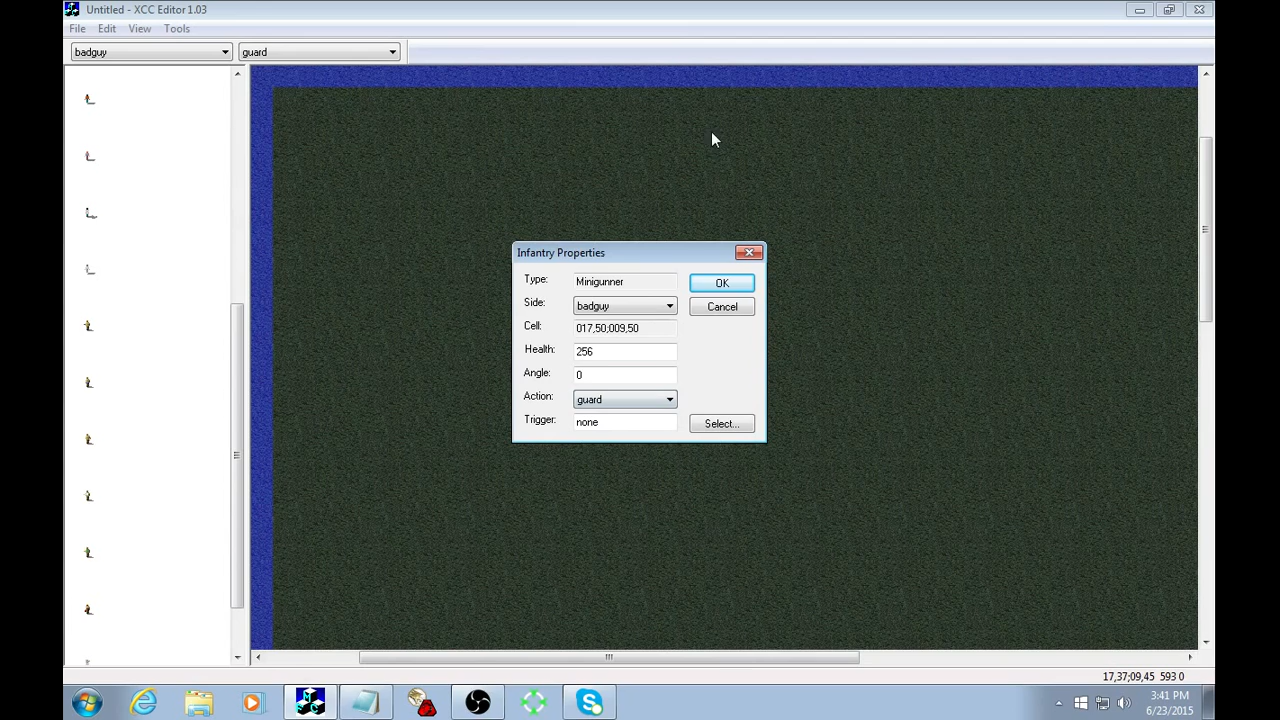 Untitled - XCC Editor 1.03
File Edit View Tools
badguy guard
Infantry Properties
Type: Minigunner OK
Side: badguy Cancel
Cell: 017,50;009,50
Health: 256
Angle: 0
Action: guard
Trigger: none Select...
17,37;09,45 593 0
3:41 PM
6/23/2015